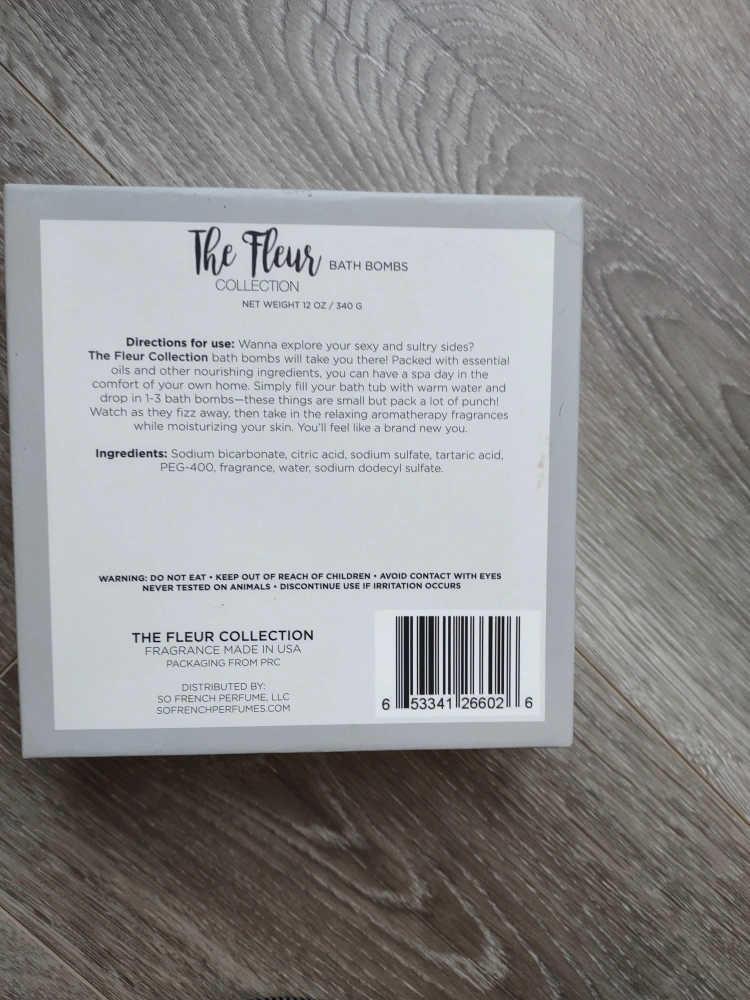 The Fleur BATH BOMBS
COLLECTION
NET WEIGHT 12 OZ / 340 G
Directions for use: Wanna explore your sexy and sultry sides?
The Fleur Collection bath bombs will take you there! Packed with essential
oils and other nourishing ingredients, you can have a spa day in the
comfort of your own home. Simply fill your bath tub with warm water and
drop in 1-3 bath bombs—these things are small but pack a lot of punch!
Watch as they fizz away, then take in the relaxing aromatherapy fragrances
while moisturizing your skin. You'll feel like a brand new you.
Ingredients: Sodium bicarbonate, citric acid, sodium sulfate, tartaric acid,
PEG-400, fragrance, water, sodium dodecyl sulfate.
WARNING: DO NOT EAT • KEEP OUT OF REACH OF CHILDREN • AVOID CONTACT WITH EYES
NEVER TESTED ON ANIMALS • DISCONTINUE USE IF IRRITATION OCCURS
THE FLEUR COLLECTION
FRAGRANCE MADE IN USA
PACKAGING FROM PRC
DISTRIBUTED BY:
SO FRENCH PERFUME, LLC
SOFRENCHPERFUMES.COM
6 53341 26602 6